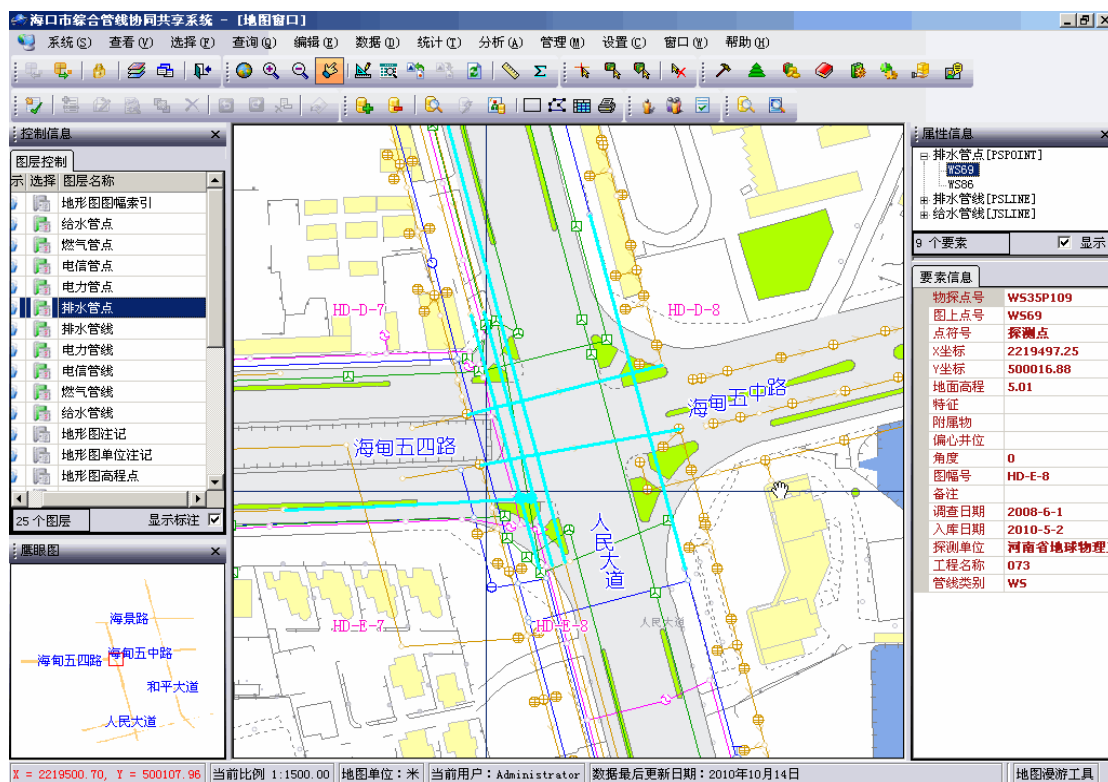 海口市综合管线协同共享系统 - [地图窗口]
系统(S) 查看(V) 选择(F) 查询(Q) 编辑(E) 数据(D) 统计(T) 分析(A) 管理(M) 设置(C) 窗口(W) 帮助(H)
控制信息
图层控制
示 选择 图层名称
地形图图幅索引
给水管点
燃气管点
电信管点
电力管点
排水管点
排水管线
电力管线
电信管线
燃气管线
给水管线
地形图注记
地形图单位注记
地形图高程点
25 个图层 显示标注
鹰眼图
海景路
海甸五四路 海甸五中路
和平大道
人民大道
HD-D-7
HD-D-8
海甸五中路
海甸五四路
人民大道
HD-E-7
HD-E-8
人民大道
属性信息
排水管点[PSPOINT]
WS69
WS86
排水管线[PSLINE]
给水管线[JSLINE]
9 个要素 显示
要素信息
物探点号 WS35P109
图上点号 WS69
点符号 探测点
X坐标 2219497.25
Y坐标 500016.88
地面高程 5.01
特征
附属物
偏心井位
角度 0
图幅号 HD-E-8
备注
调查日期 2008-6-1
入库日期 2010-5-2
探测单位 河南省地球物理
工程名称 073
管线类别 WS
X = 2219500.70, Y = 500107.96 当前比例 1:1500.00 地图单位：米 当前用户：Administrator 数据最后更新日期：2010年10月14日 地图漫游工具